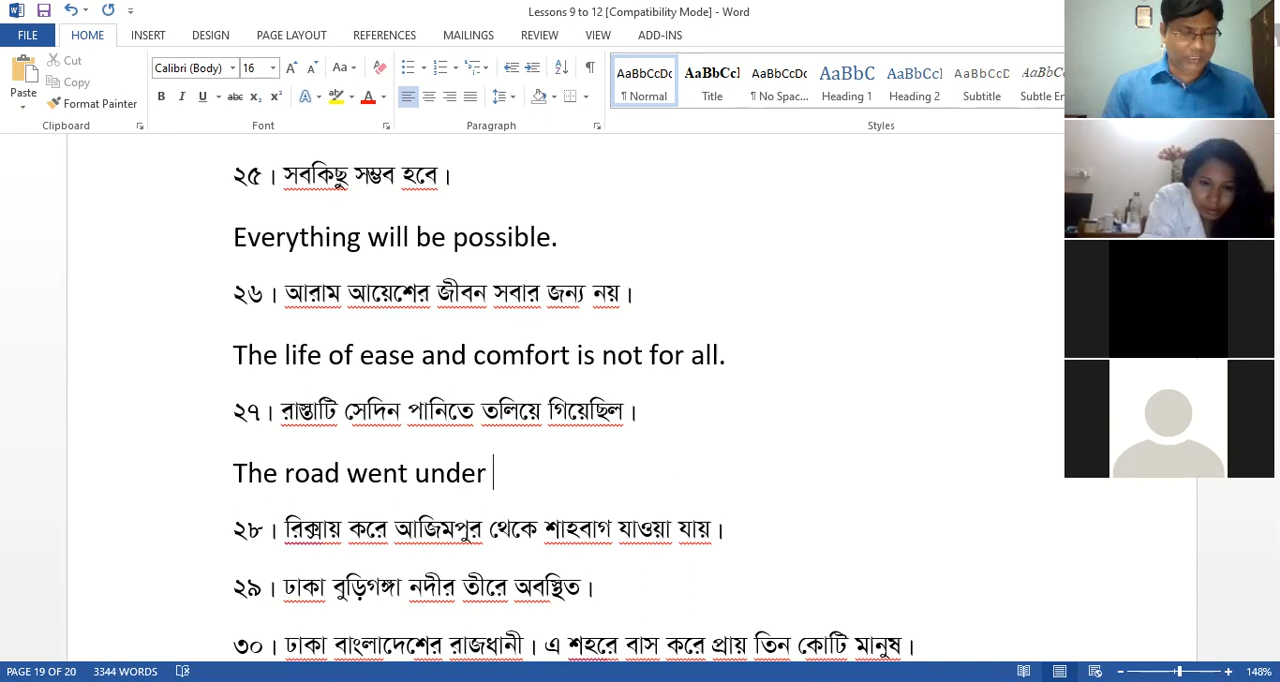 Lessons 9 to 12 [Compatibility Mode] - Word
FILE HOME INSERT DESIGN PAGE LAYOUT REFERENCES MAILINGS REVIEW VIEW ADD-INS
Cut
Copy
Format Painter
Paste
Calibri (Body) 16
AaBbCcDc AaBbCcl AaBbCcDc AaBbC AaBbCcl AaBbCcD AaBbCcD
¶ Normal Title ¶ No Spac... Heading 1 Heading 2 Subtitle Subtle Em
Clipboard Font Paragraph Styles
২৫। সবকিছু সম্ভব হবে।
Everything will be possible.
২৬। আরাম আয়েশের জীবন সবার জন্য নয়।
The life of ease and comfort is not for all.
২৭। রাস্তাটি সেদিন পানিতে তলিয়ে গিয়েছিল।
The road went under
২৮। রিক্সায় করে আজিমপুর থেকে শাহবাগ যাওয়া যায়।
২৯। ঢাকা বুড়িগঙ্গা নদীর তীরে অবস্থিত।
৩০। ঢাকা বাংলাদেশের রাজধানী। এ শহরে বাস করে প্রায় তিন কোটি মানুষ।
PAGE 19 OF 20 3344 WORDS 148%